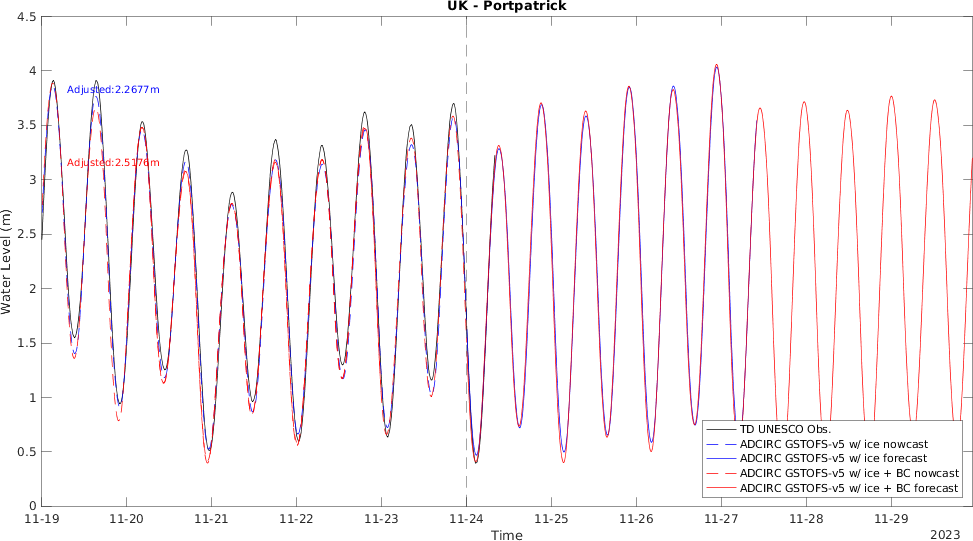 UK - Portpatrick
4.5
4
3.5
3
2.5
2
1.5
1
0.5
0
Water Level (m)
Adjusted:2.2677m
Adjusted:2.5176m
TD UNESCO Obs.
ADCIRC GSTOFS-v5 w/ ice nowcast
ADCIRC GSTOFS-v5 w/ ice forecast
ADCIRC GSTOFS-v5 w/ ice + BC nowcast
ADCIRC GSTOFS-v5 w/ ice + BC forecast
11-19 11-20 11-21 11-22 11-23 11-24 11-25 11-26 11-27 11-28 11-29
Time
2023